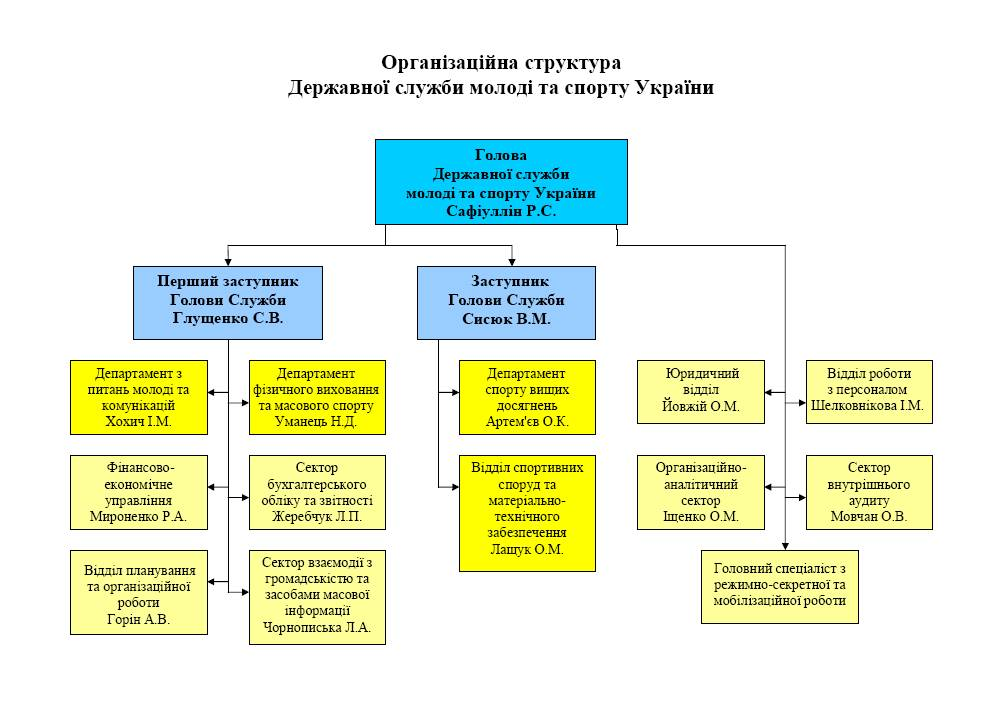 Організаційна структура
Державної служби молоді та спорту України
Голова
Державної служби
молоді та спорту України
Сафіуллін Р.С.
Перший заступник
Голови Служби
Глущенко С.В.
Заступник
Голови Служби
Сисюк В.М.
Департамент з
питань молоді та
комунікацій
Хохич І.М.
Департамент
фізичного виховання
та масового спорту
Уманець Н.Д.
Департамент
спорту вищих
досягнень
Артем'єв О.К.
Юридичний
відділ
Йовжій О.М.
Відділ роботи
з персоналом
Шелковнікова І.М.
Фінансово-
економічне
управління
Мироненко Р.А.
Сектор
бухгалтерського
обліку та звітності
Жеребчук Л.П.
Відділ спортивних
споруд та
матеріально-
технічного
забезпечення
Лащук О.М.
Організаційно-
аналітичний
сектор
Іщенко О.М.
Сектор
внутрішнього
аудиту
Мовчан О.В.
Відділ планування
та організаційної
роботи
Горін А.В.
Сектор взаємодії з
громадськістю та
засобами масової
інформації
Чорнописька Л.А.
Головний спеціаліст з
режимно-секретної та
мобілізаційної роботи